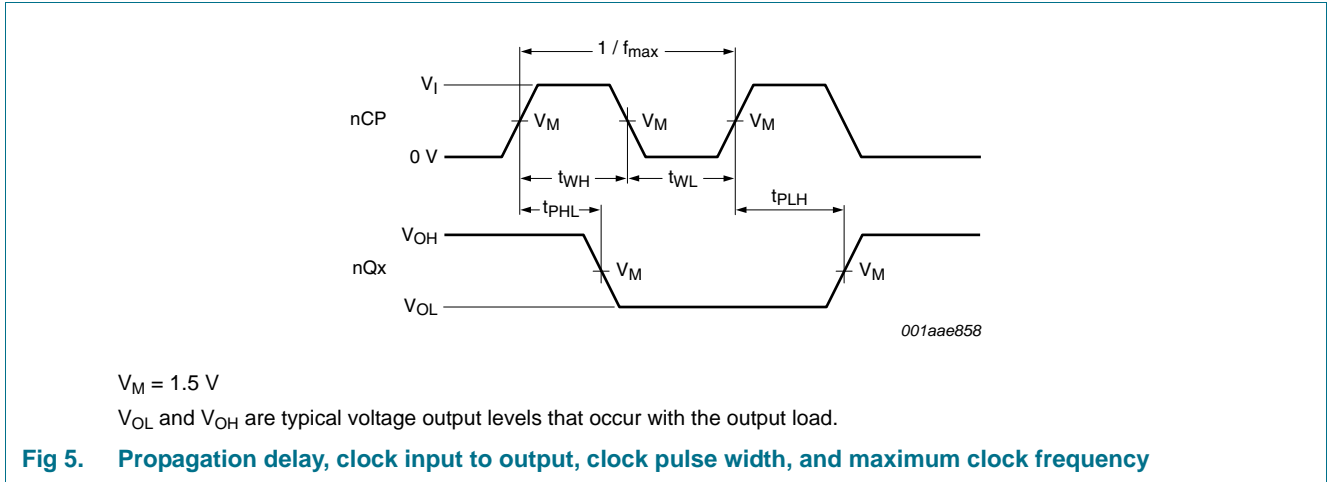 1 / fmax
VI
nCP
VM VM VM
0 V
tWH tWL
tPHL tPLH
VOH
nQx
VM VM
VOL
001aae858
VM = 1.5 V
VOL and VOH are typical voltage output levels that occur with the output load.
Fig 5. Propagation delay, clock input to output, clock pulse width, and maximum clock frequency